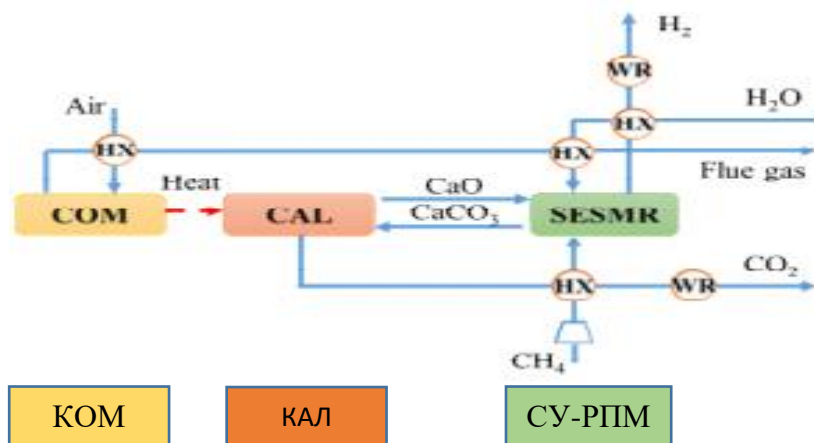 H₂
WR
Air
H₂O
HX
HX
HX
Heat
CaO
Flue gas
COM
CAL
SESMR
CaCO₃
CO₂
HX
WR
CH₄
КОМ
КАЛ
СУ-РПМ